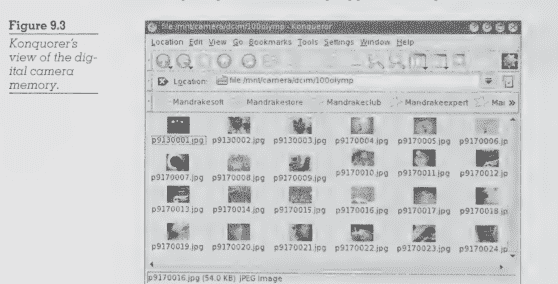 Figure 9.3
Konquorer's
view of the dig-
ital camera
memory.
file:/mnt/camera/dcim/100olymp - Konqueror
Location Edit View Go Bookmarks Tools Settings Window Help
Location: file:/mnt/camera/dcim/100olymp
Mandrakesoft Mandrakestore Mandrakeclub Mandrakeexpert Mai »
p9130001.jpg p9130002.jpg p9130003.jpg p9170004.jpg p9170005.jpg p9170006.jp
p9170007.jpg p9170008.jpg p9170009.jpg p9170010.jpg p9170011.jpg p9170012.jp
p9170013.jpg p9170014.jpg p9170015.jpg p9170016.jpg p9170017.jpg p9170018.jp
p9170019.jpg p9170020.jpg p9170021.jpg p9170022.jpg p9170023.jpg p9170024.jp
p9170016.jpg (54.0 KB) JPEG Image